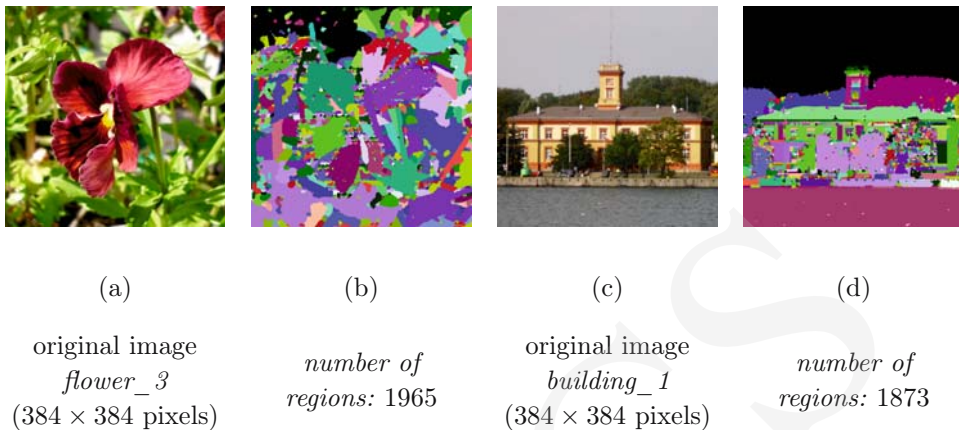 (a)
(b)
(c)
(d)
original image
flower_3
(384 × 384 pixels)
number of
regions: 1965
original image
building_1
(384 × 384 pixels)
number of
regions: 1873